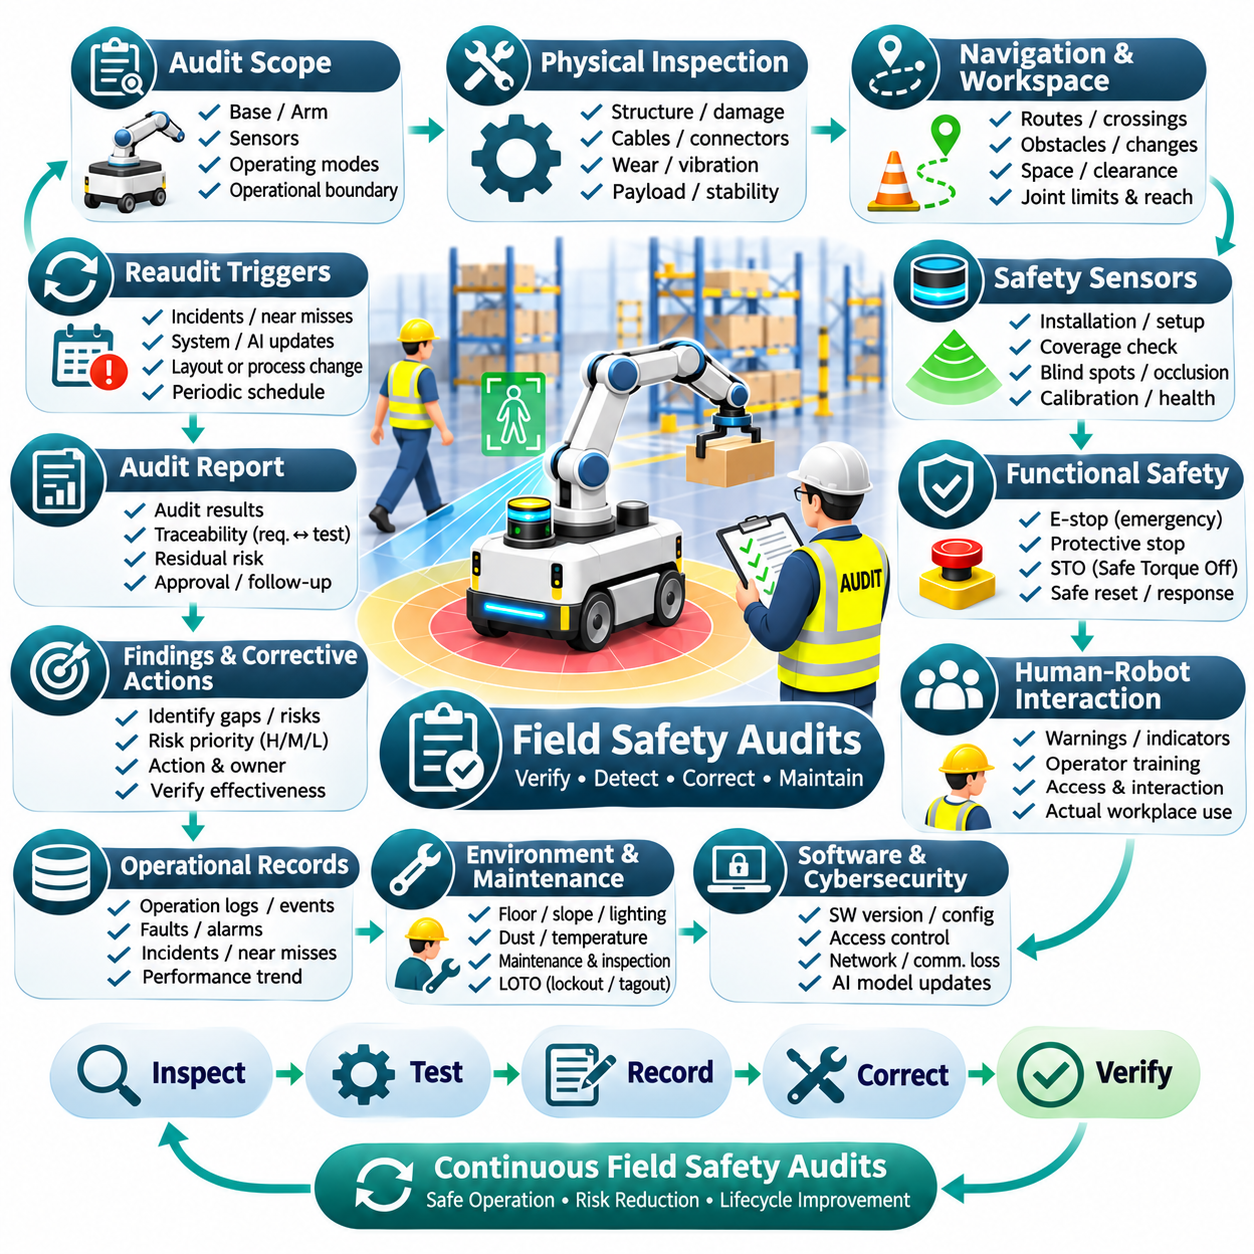 Audit Scope
Base / Arm
Sensors
Operating modes
Operational boundary
Physical Inspection
Structure / damage
Cables / connectors
Wear / vibration
Payload / stability
Navigation &
Workspace
Routes / crossings
Obstacles / changes
Space / clearance
Joint limits & reach
Safety Sensors
Installation / setup
Coverage check
Blind spots / occlusion
Calibration / health
Functional Safety
E-stop (emergency)
Protective stop
STO (Safe Torque Off)
Safe reset / response
Human-Robot
Interaction
Warnings / indicators
Operator training
Access & interaction
Actual workplace use
Software &
Cybersecurity
SW version / config
Access control
Network / comm. loss
AI model updates
Environment &
Maintenance
Floor / slope / lighting
Dust / temperature
Maintenance & inspection
LOTO (lockout / tagout)
Operational Records
Operation logs / events
Faults / alarms
Incidents / near misses
Performance trend
Findings & Corrective
Actions
Identify gaps / risks
Risk priority (H/M/L)
Action & owner
Verify effectiveness
Audit Report
Audit results
Traceability (req. ↔ test)
Residual risk
Approval / follow-up
Reaudit Triggers
Incidents / near misses
System / AI updates
Layout or process change
Periodic schedule
AUDIT
Field Safety Audits
Verify • Detect • Correct • Maintain
Inspect
Test
Record
Correct
Verify
Continuous Field Safety Audits
Safe Operation • Risk Reduction • Lifecycle Improvement